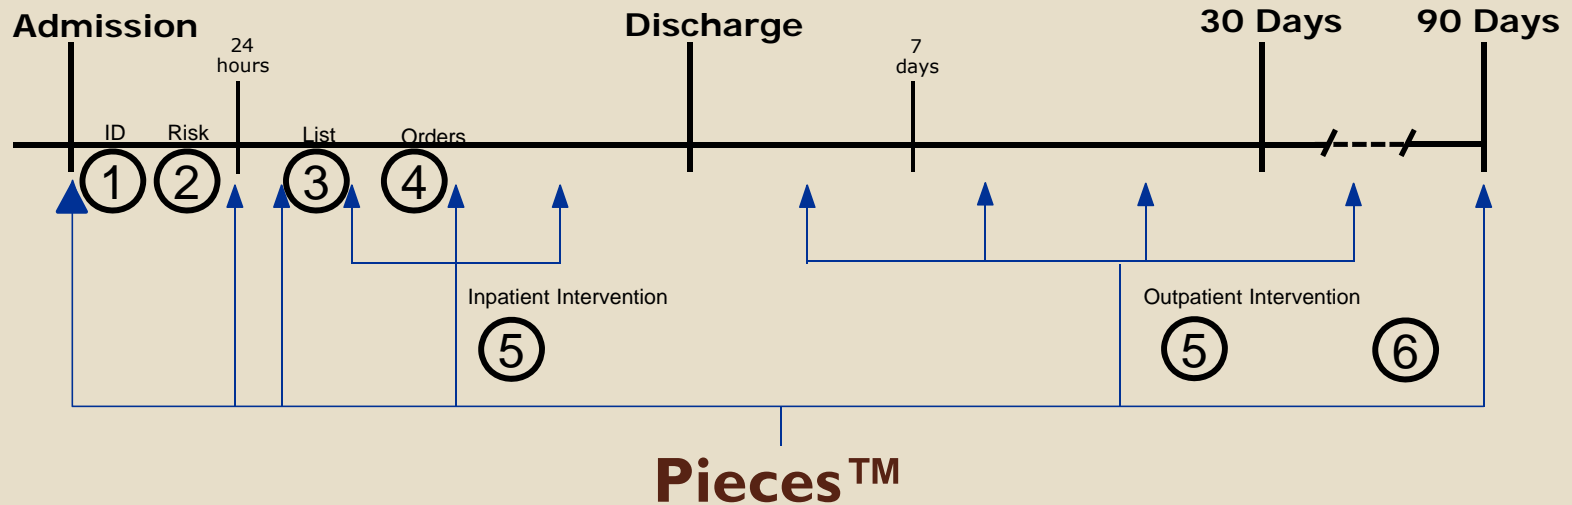 Admission
Discharge
30 Days
90 Days
24
hours
7
days
ID
Risk
List
Orders
1
2
3
4
Inpatient Intervention
Outpatient Intervention
5
5
6
Pieces™